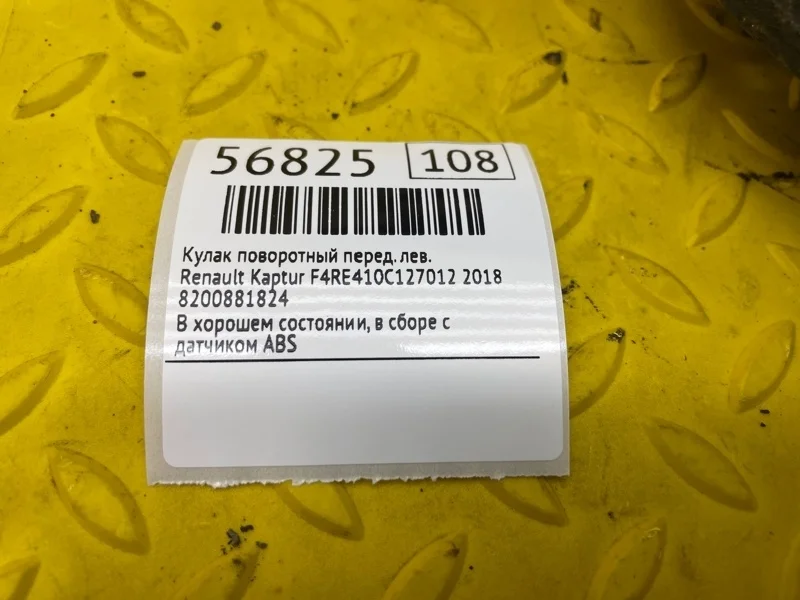 56825 108
Кулак поворотный перед. лев.
Renault Kaptur F4RE410C127012 2018
8200881824
В хорошем состоянии, в сборе с
датчиком ABS